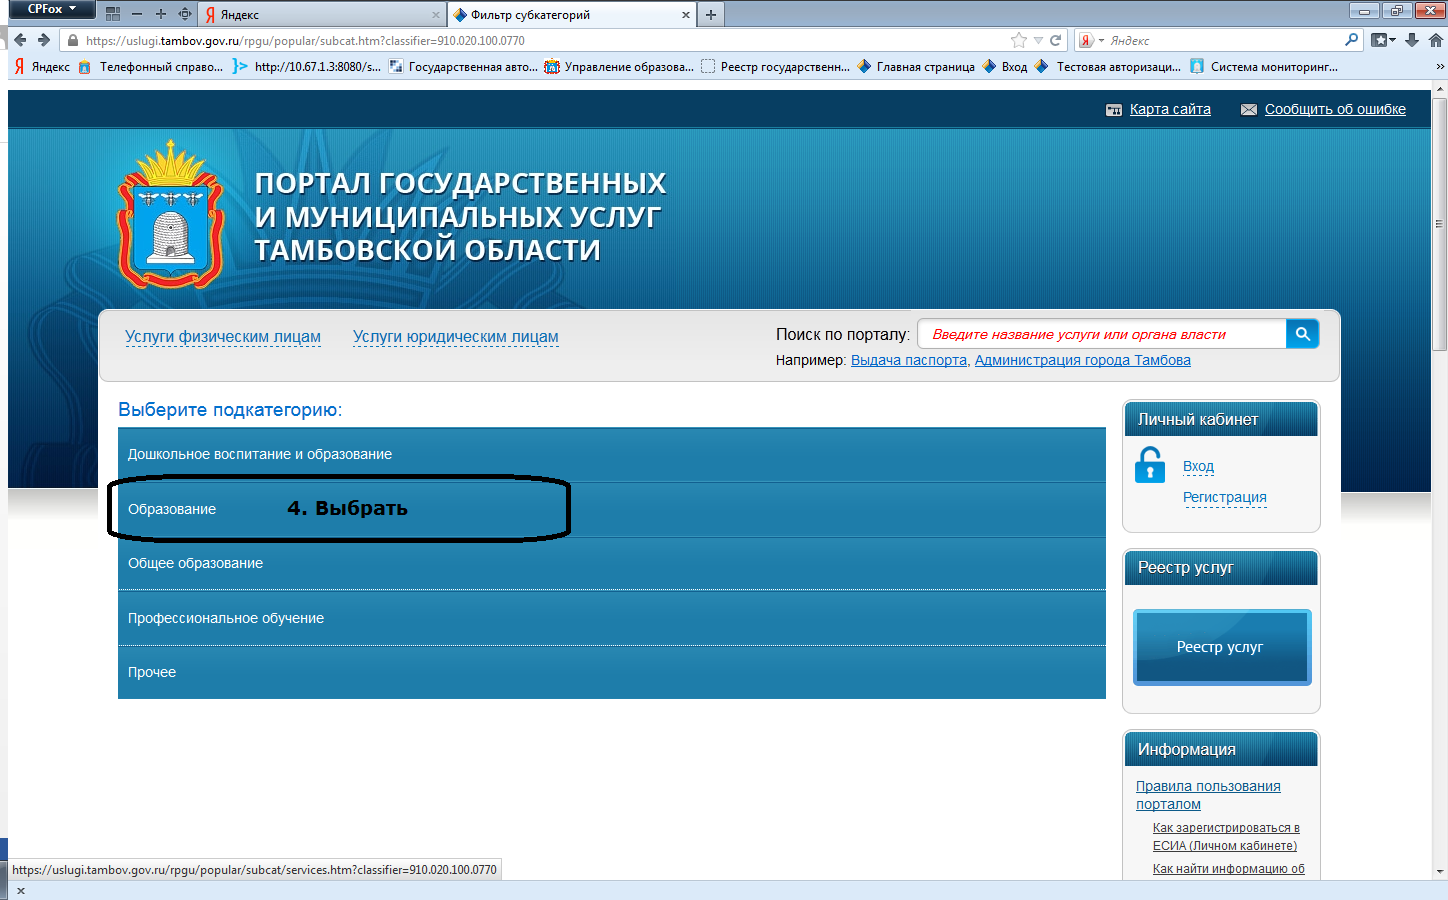 CPFox
Яндекс
Фильтр субкатегорий
https://uslugi.tambov.gov.ru/rpgu/popular/subcat.htm?classifier=910.020.100.0770
Яндекс
Яндекс
Телефонный справо...
http://10.67.1.3:8080/s...
Государственная авто...
Управление образова...
Реестр государственн...
Главная страница
Вход
Тестовая авторизаци...
Система мониторинг...
Карта сайта
Сообщить об ошибке
ПОРТАЛ ГОСУДАРСТВЕННЫХ
И МУНИЦИПАЛЬНЫХ УСЛУГ
ТАМБОВСКОЙ ОБЛАСТИ
Услуги физическим лицам
Услуги юридическим лицам
Поиск по порталу:
Введите название услуги или органа власти
Например: Выдача паспорта, Администрация города Тамбова
Выберите подкатегорию:
Дошкольное воспитание и образование
Образование
4. Выбрать
Общее образование
Профессиональное обучение
Прочее
Личный кабинет
Вход
Регистрация
Реестр услуг
Реестр услуг
Информация
Правила пользования
порталом
Как зарегистрироваться в
ЕСИА (Личном кабинете)
Как найти информацию об
https://uslugi.tambov.gov.ru/rpgu/popular/subcat/services.htm?classifier=910.020.100.0770